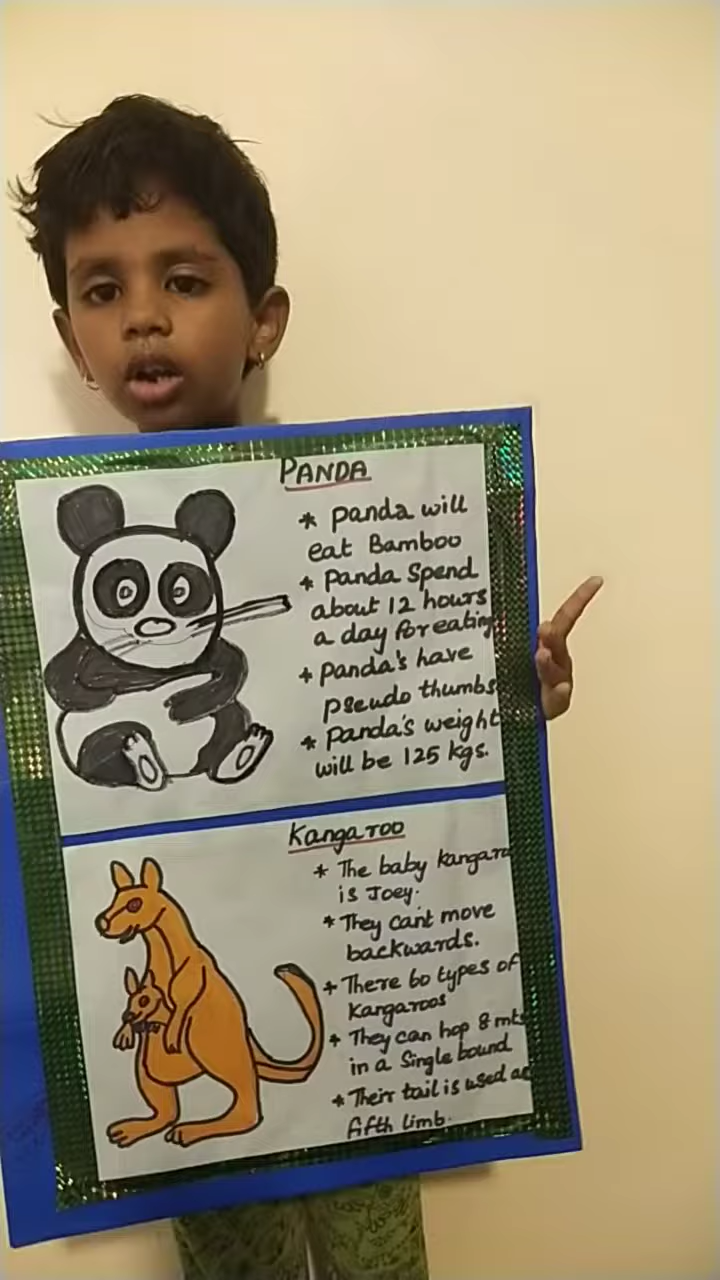 PANDA
* Panda will
eat Bamboo
* Panda Spend
about 12 hours
a day for eating
* Panda's have
pseudo thumbs
* Panda's weight
will be 125 kgs.
Kangaroo
* The baby kangaro
is Joey.
* They can't move
backwards.
* There 60 types of
Kangaroos
* They can hop 8 mts
in a Single bound
* Their tail is used as
fifth limb.